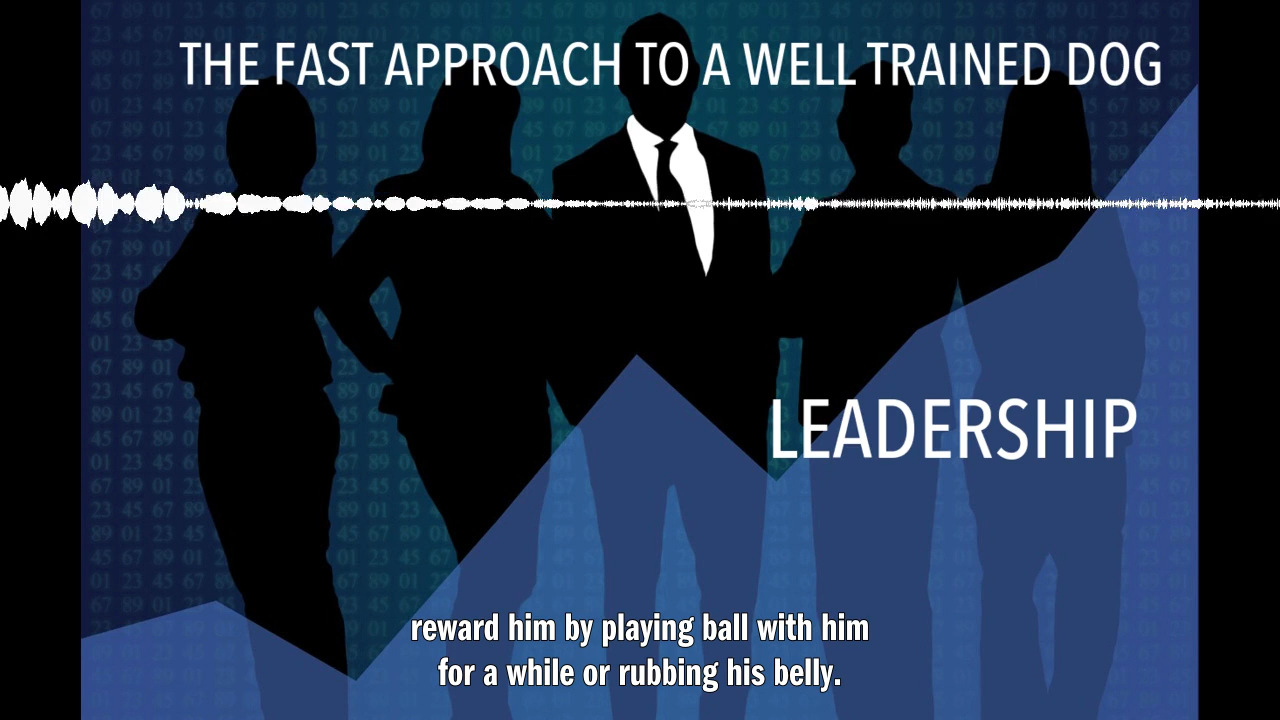 THE FAST APPROACH TO A WELL TRAINED DOG
LEADERSHIP
reward him by playing ball with him
for a while or rubbing his belly.